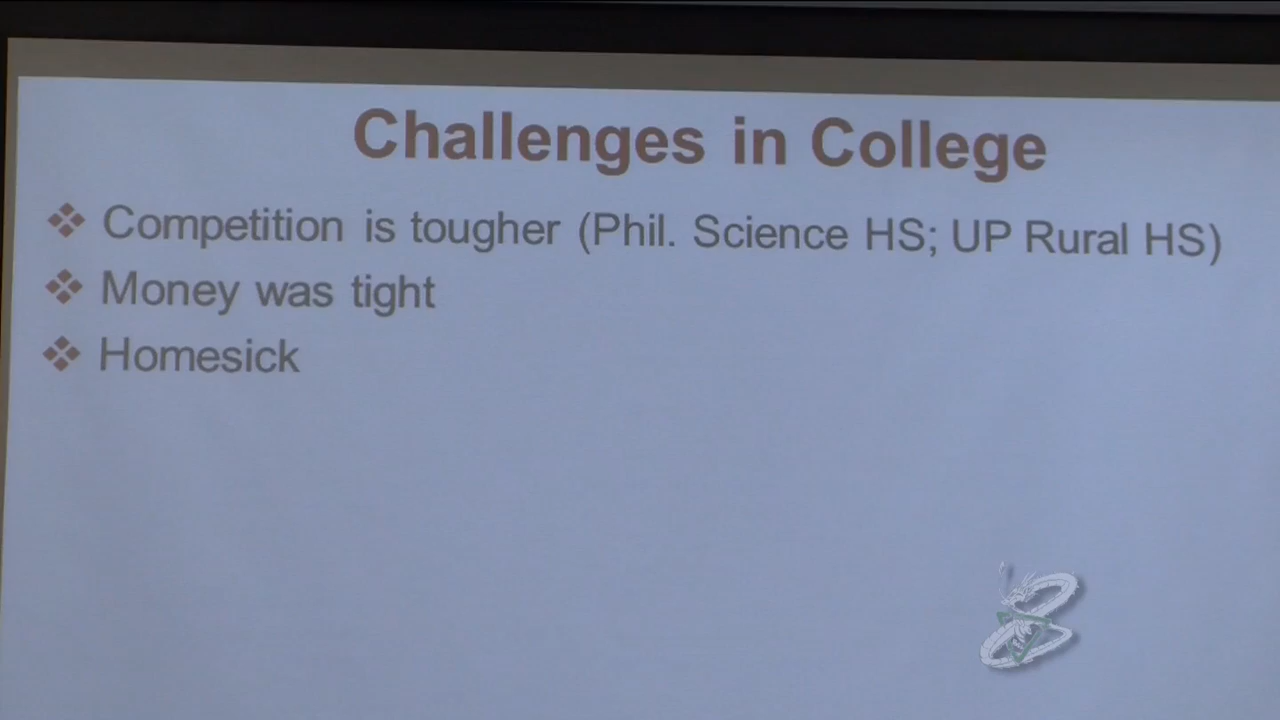 Challenges in College
Competition is tougher (Phil. Science HS; UP Rural HS)
Money was tight
Homesick